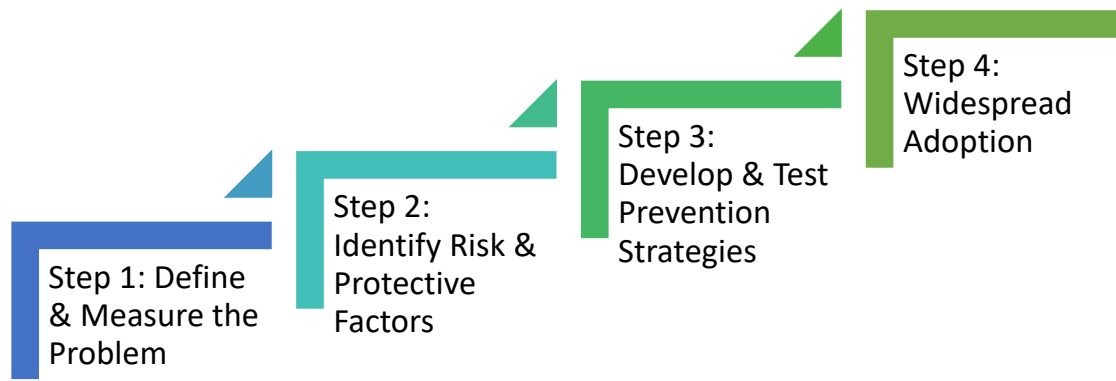 Step 1: Define
& Measure the
Problem
Step 2:
Identify Risk &
Protective
Factors
Step 3:
Develop & Test
Prevention
Strategies
Step 4:
Widespread
Adoption